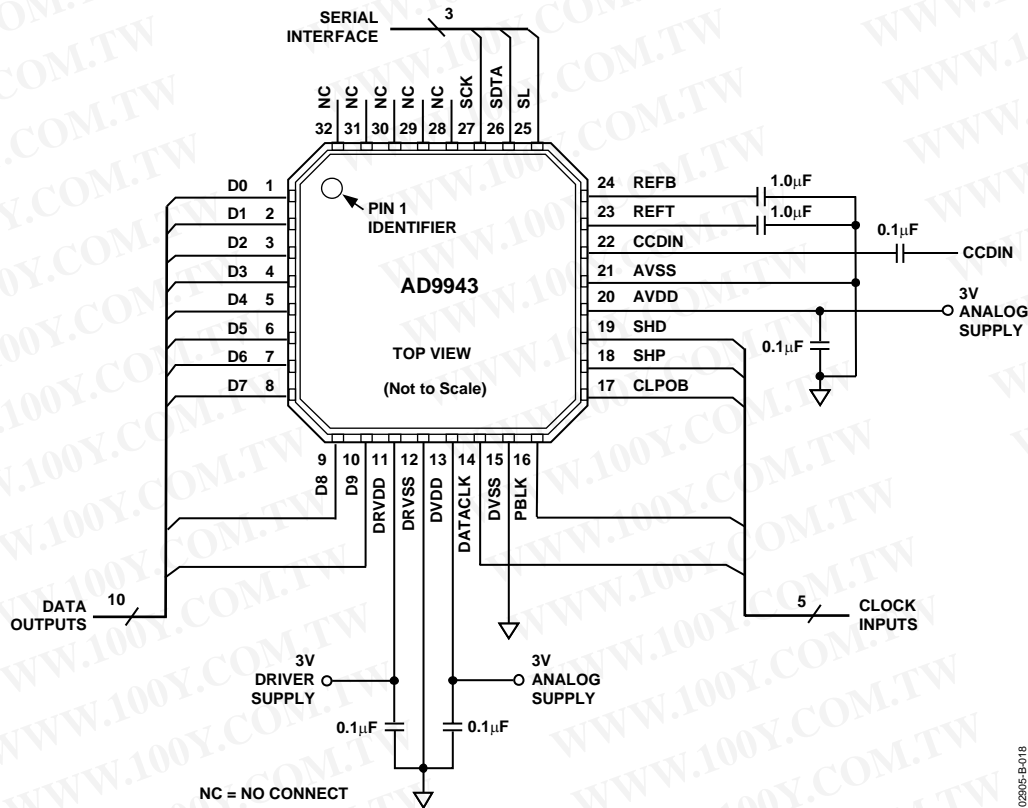 SERIAL
INTERFACE
3
NC
NC
NC
NC
NC
SCK
SDTA
SL
32
31
30
29
28
27
26
25
D0 1
D1 2
D2 3
D3 4
D4 5
D5 6
D6 7
D7 8
PIN 1
IDENTIFIER
AD9943
TOP VIEW
(Not to Scale)
24 REFB
23 REFT
22 CCDIN
21 AVSS
20 AVDD
19 SHD
18 SHP
17 CLPOB
1.0μF
1.0μF
0.1μF
CCDIN
3V
ANALOG
SUPPLY
0.1μF
9
10
11
12
13
14
15
16
D8
D9
DRVDD
DRVSS
DVDD
DATACLK
DVSS
PBLK
DATA
OUTPUTS
10
5
CLOCK
INPUTS
3V
DRIVER
SUPPLY
3V
ANALOG
SUPPLY
0.1μF
0.1μF
NC = NO CONNECT
02905-B-018
WWW.100Y.COM.TW